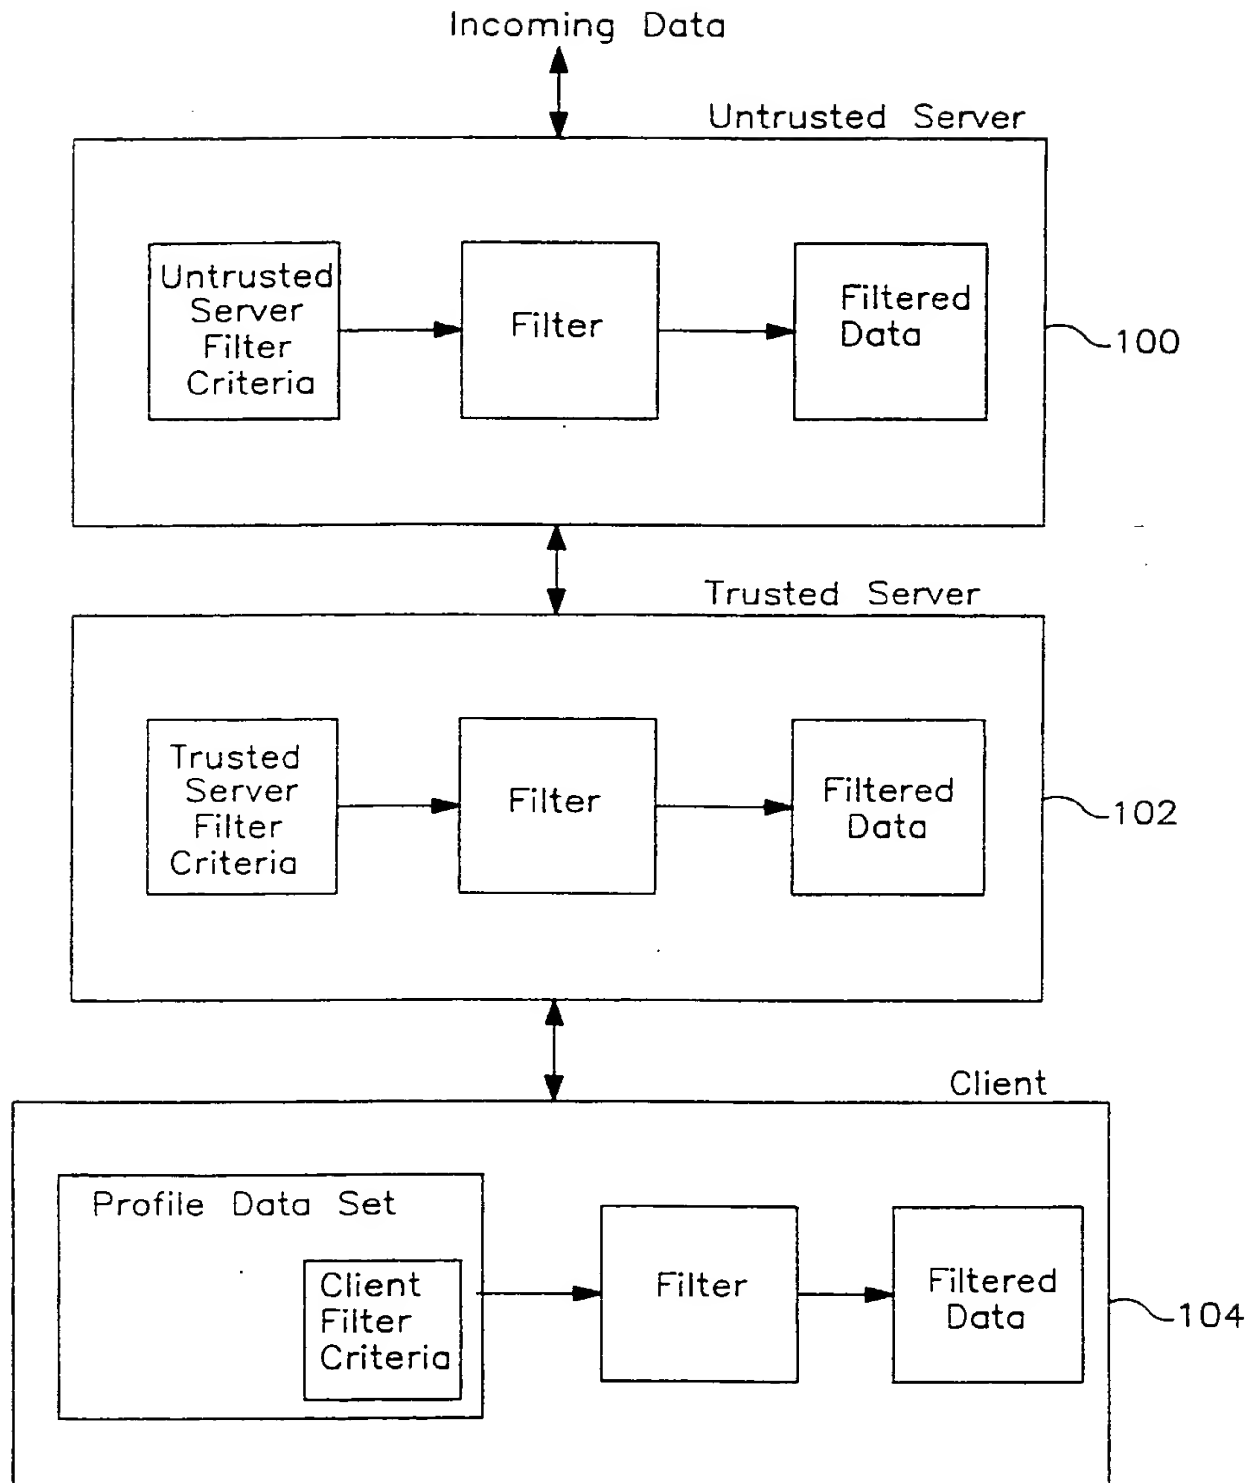 Incoming Data
Untrusted Server
Untrusted
Server
Filter
Criteria
Filter
Filtered
Data
100
Trusted Server
Trusted
Server
Filter
Criteria
Filter
Filtered
Data
102
Client
Profile Data Set
Client
Filter
Criteria
Filter
Filtered
Data
104